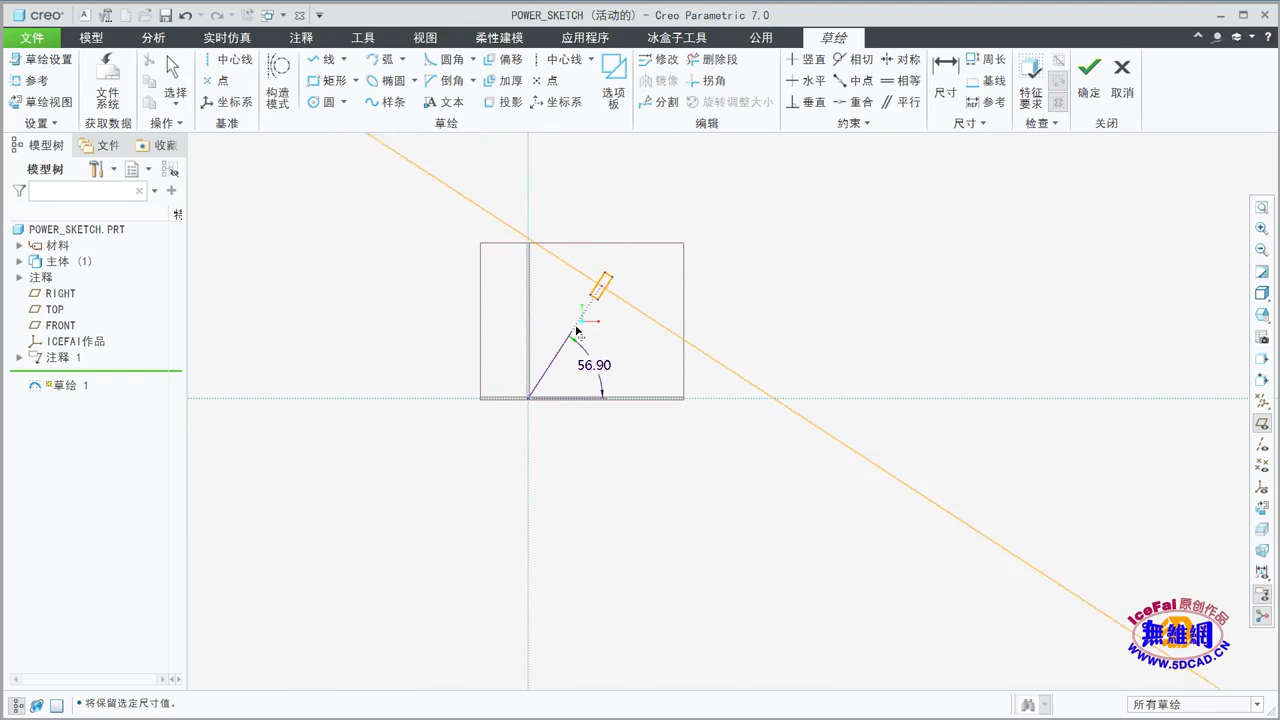 creo
POWER_SKETCH (活动的) - Creo Parametric 7.0
文件
模型
分析
实时仿真
注释
工具
视图
柔性建模
应用程序
冰盒子工具
公用
草绘
草绘设置
参考
草绘视图
设置
文件
系统
获取数据
选择
操作
中心线
点
坐标系
基准
构造
模式
线
矩形
圆
弧
椭圆
样条
圆角
倒角
文本
偏移
加厚
投影
中心线
点
坐标系
选项
板
草绘
修改
镜像
分割
删除段
拐角
旋转调整大小
编辑
竖直
水平
垂直
相切
中点
重合
对称
相等
平行
约束
尺寸
周长
基线
参考
尺寸
特征
要求
检查
确定
取消
关闭
模型树
文件
收藏
模型树
POWER_SKETCH.PRT
材料
主体 (1)
注释
RIGHT
TOP
FRONT
ICEFAI作品
注释 1
草绘 1
56.90
IceFai 原创作品
無維網
WWW.5DCAD.CN
将保留选定尺寸值。
所有草绘